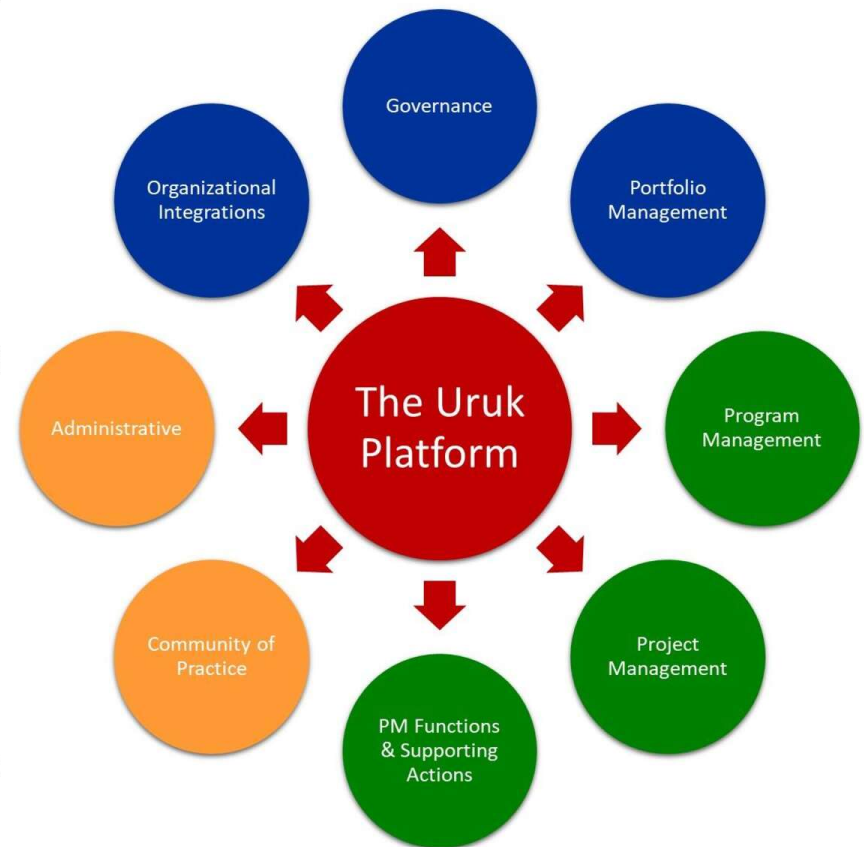 Governance
Organizational
Integrations
Portfolio
Management
Administrative
The Uruk
Platform
Program
Management
Community of
Practice
Project
Management
PM Functions
& Supporting
Actions